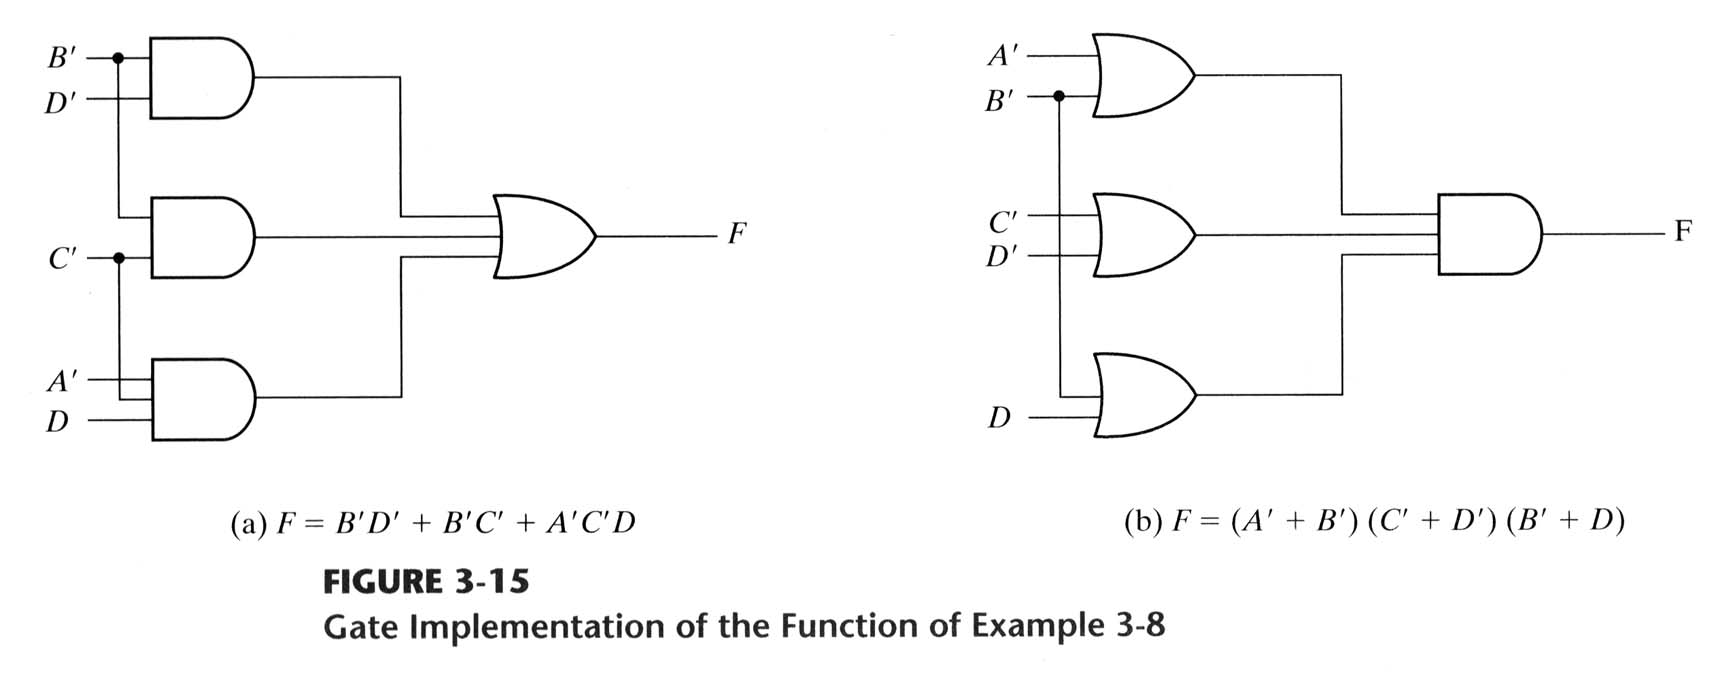 B′
D′
C′
A′
D
F
(a) F = B′D′ + B′C′ + A′C′D
A′
B′
C′
D′
D
F
(b) F = (A′ + B′) (C′ + D′) (B′ + D)
FIGURE 3-15
Gate Implementation of the Function of Example 3-8